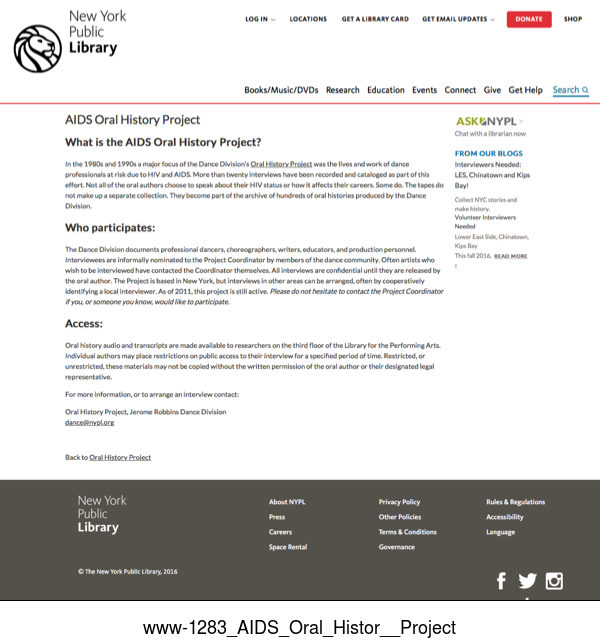 New York
Public
Library
LOG IN
LOCATIONS
GET A LIBRARY CARD
GET EMAIL UPDATES
DONATE
SHOP
Books/Music/DVDs
Research
Education
Events
Connect
Give
Get Help
Search
AIDS Oral History Project
What is the AIDS Oral History Project?
In the 1980s and 1990s a major focus of the Dance Division's Oral History Project was the lives and work of dance
professionals at risk due to HIV and AIDS. More than twenty interviews have been recorded and cataloged as part of this
effort. Not all of the oral authors choose to speak about their HIV status or how it affects their careers. Some do. The tapes do
not make up a separate collection. They become part of the archive of hundreds of oral histories produced by the Dance
Division.
Who participates:
The Dance Division documents professional dancers, choreographers, writers, educators, and production personnel.
Interviewees are informally nominated to the Project Coordinator by members of the dance community. Often artists who
wish to be interviewed have contacted the Coordinator themselves. All interviews are confidential until they are released by
the oral author. The Project is based in New York, but interviews in other areas can be arranged, often by cooperatively
identifying a local interviewer. As of 2011, this project is still active. Please do not hesitate to contact the Project Coordinator
if you, or someone you know, would like to participate.
Access:
Oral history audio and transcripts are made available to researchers on the third floor of the Library for the Performing Arts.
Individual authors may place restrictions on public access to their interview for a specified period of time. Restricted, or
unrestricted, these materials may not be copied without the written permission of the oral author or their designated legal
representative.
For more information, or to arrange an interview contact:
Oral History Project, Jerome Robbins Dance Division
dance@nypl.org
Back to Oral History Project
ASK NYPL >
Chat with a librarian now
FROM OUR BLOGS
Interviewers Needed:
LES, Chinatown and Kips
Bay!
Collect NYC stories and
make history.
Volunteer Interviewers
Needed
Lower East Side, Chinatown,
Kips Bay
This fall 2016, READ MORE
New York
Public
Library
About NYPL
Press
Careers
Space Rental
Privacy Policy
Other Policies
Terms & Conditions
Governance
Rules & Regulations
Accessibility
Language
© The New York Public Library, 2016
www-1283_AIDS_Oral_Histor__Project